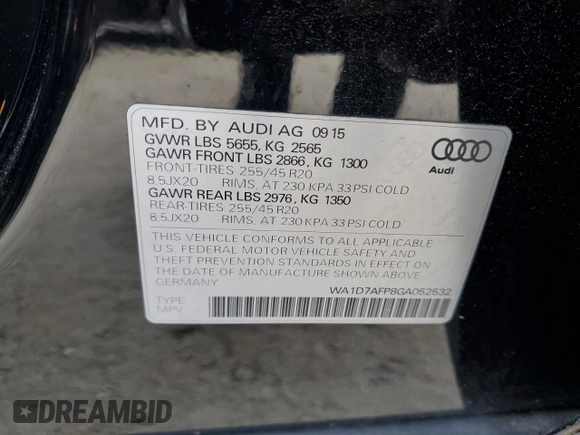 MFD. BY AUDI AG 09 15
GVWR LBS 5655, KG 2565
GAWR FRONT LBS 2866, KG 1300
FRONT-TIRES 255/45 R20
8,5JX20 RIMS, AT 230 KPA 33 PSI COLD
GAWR REAR LBS 2976, KG 1350
REAR-TIRES 255/45 R20
8,5JX20 RIMS, AT 230 KPA 33 PSI COLD
Audi
THIS VEHICLE CONFORMS TO ALL APPLICABLE
U.S. FEDERAL MOTOR VEHICLE SAFETY AND
THEFT PREVENTION STANDARDS IN EFFECT ON
THE DATE OF MANUFACTURE SHOWN ABOVE.
GERMANY
WA1D7AFP8GA052532
TYPE:
MPV
DREAMBID